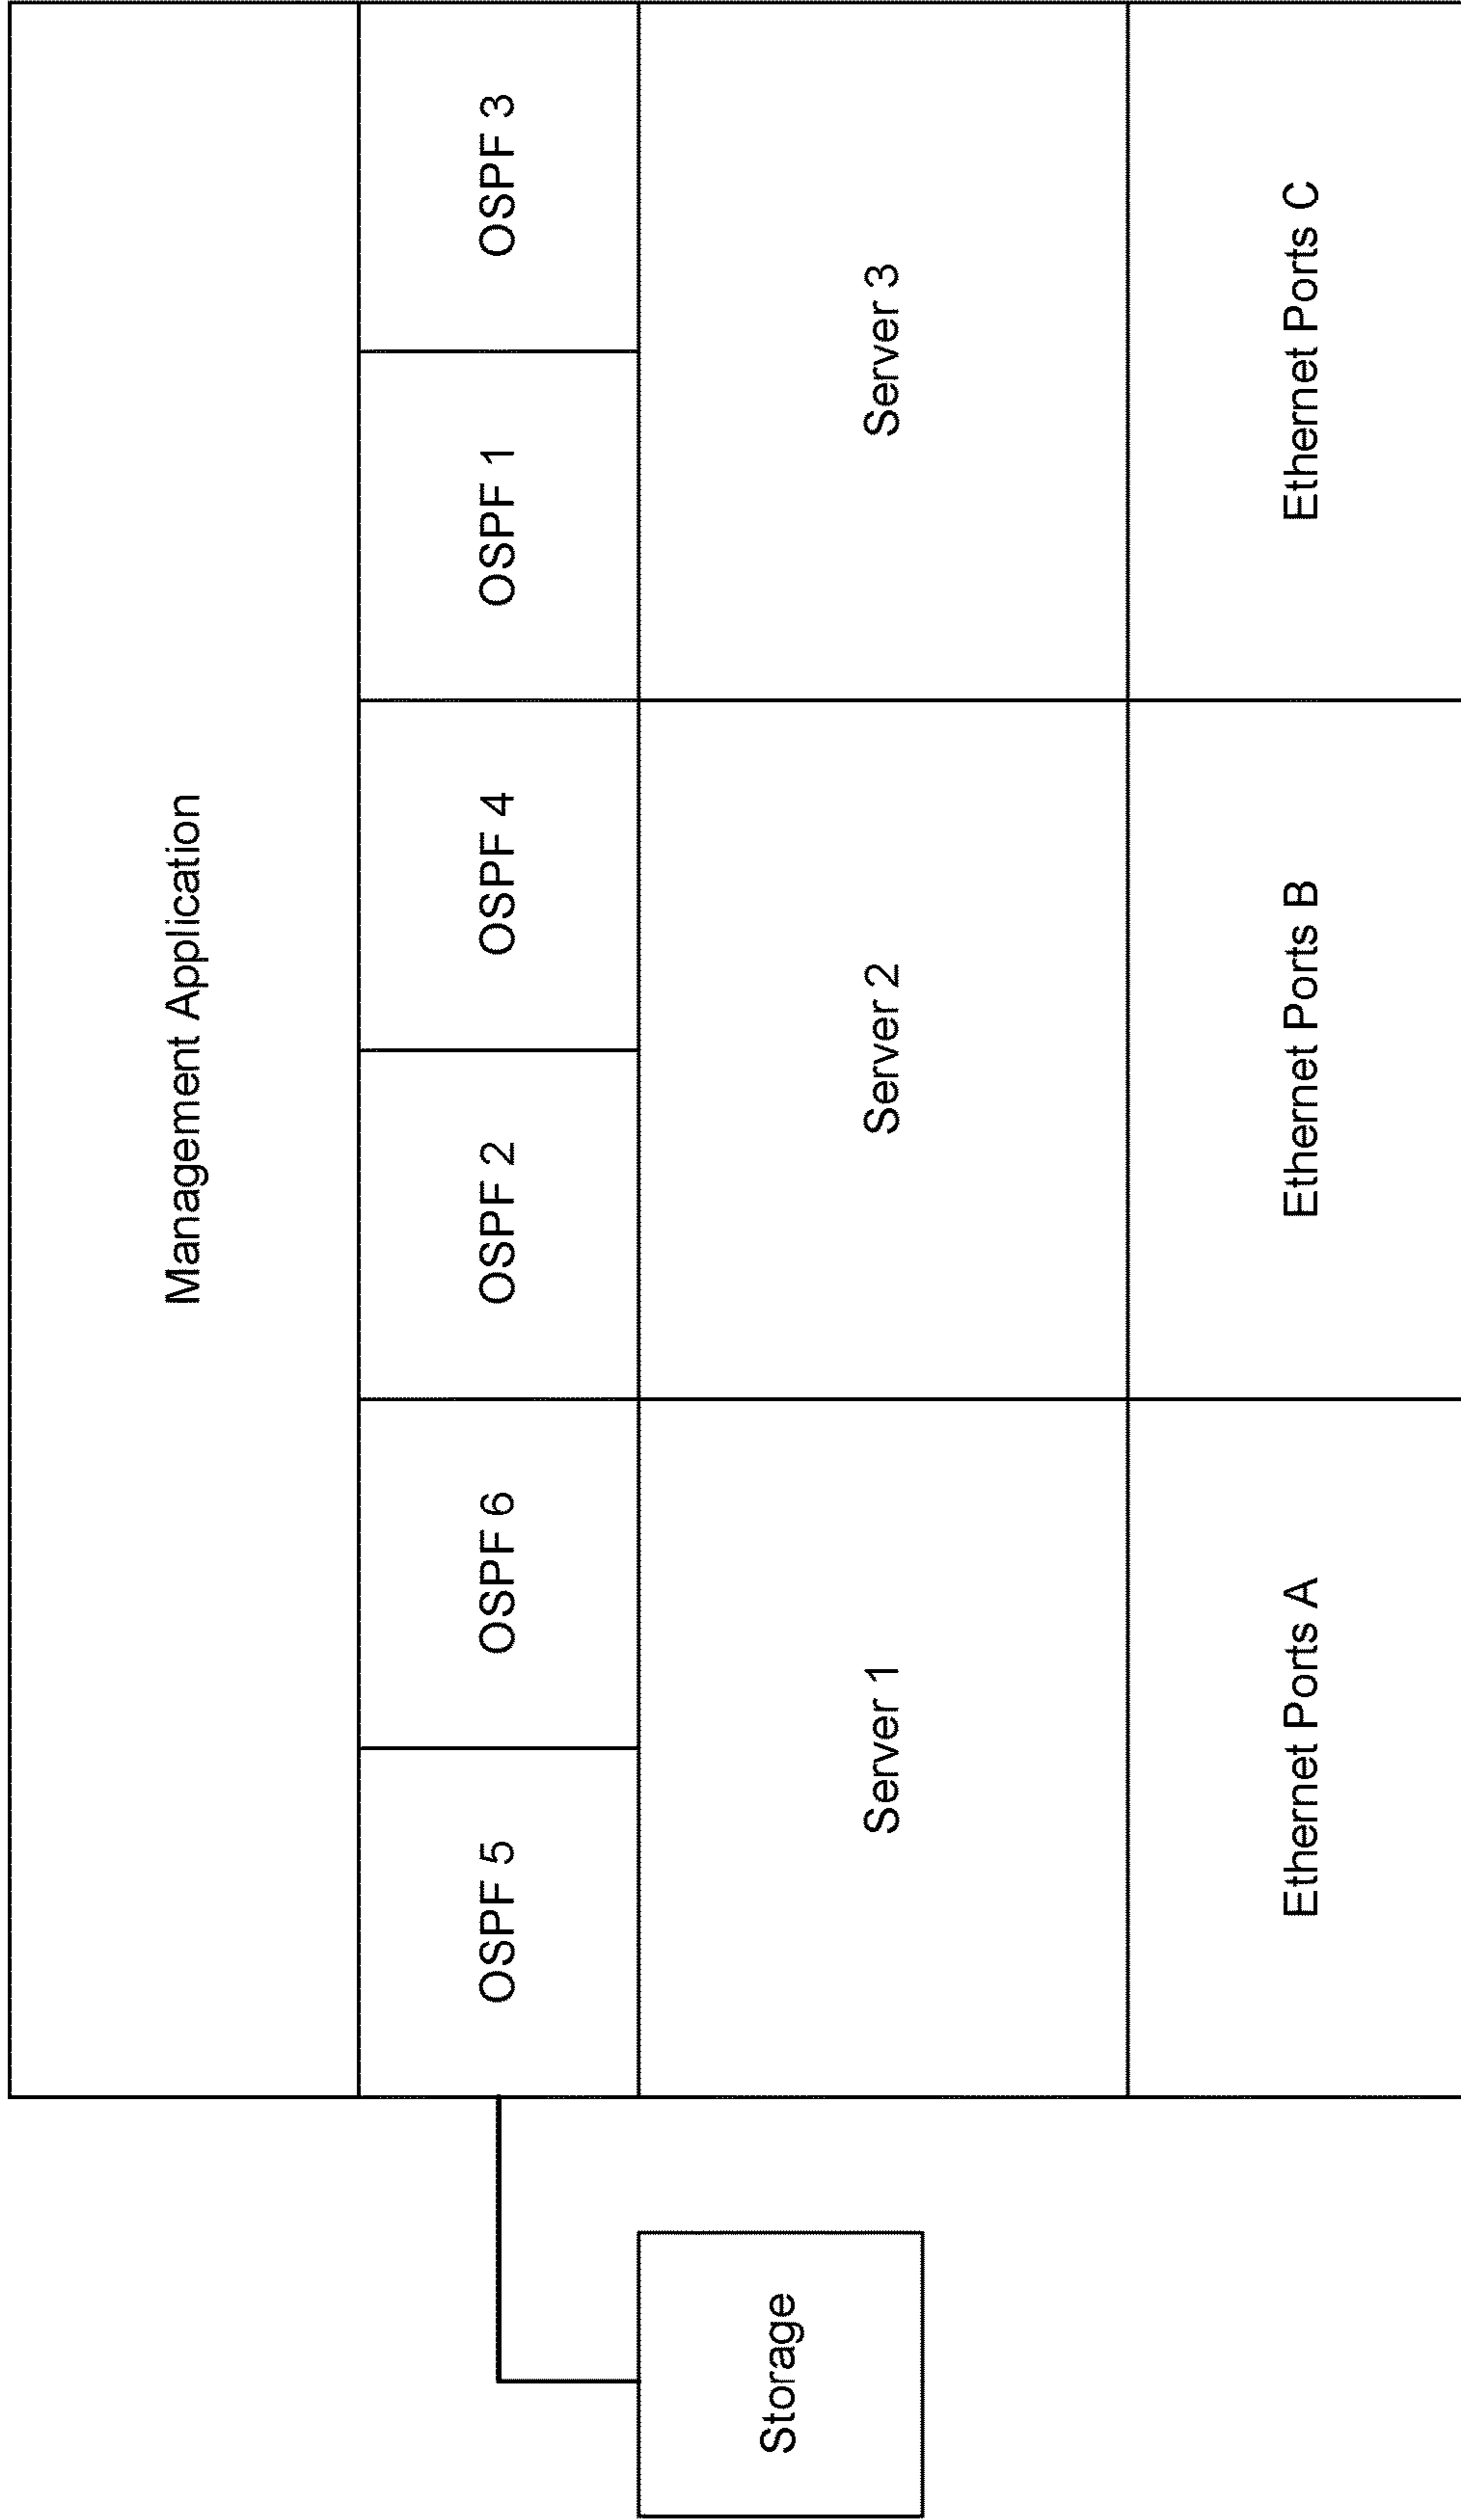 Management Application
OSPF 5
OSPF 6
OSPF 2
OSPF 4
OSPF 1
OSPF 3
Storage
Server 1
Server 2
Server 3
Ethernet Ports A
Ethernet Ports B
Ethernet Ports C